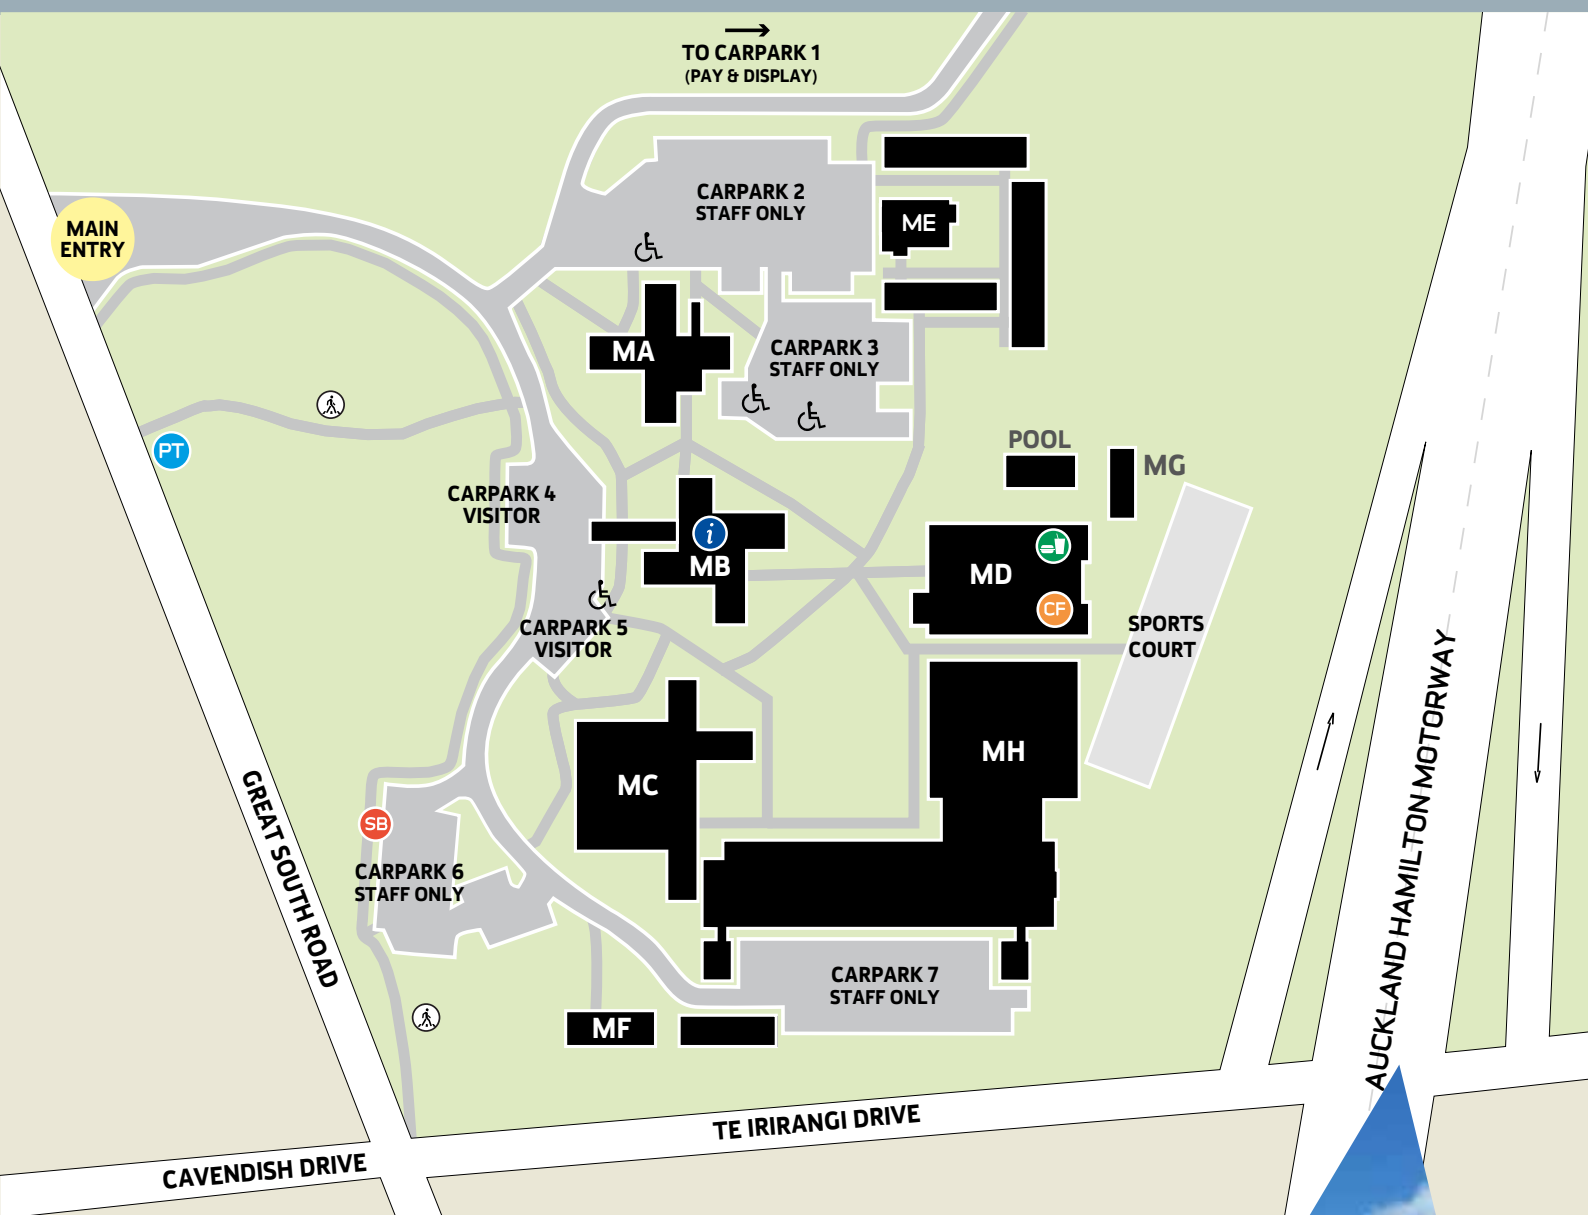 TO CARPARK 1
(PAY & DISPLAY)
CARPARK 2
STAFF ONLY
MAIN
ENTRY
ME
MA
CARPARK 3
STAFF ONLY
PT
POOL
MG
CARPARK 4
VISITOR
i
MB
MD
CF
CARPARK 5
VISITOR
SPORTS
COURT
MC
MH
SB
CARPARK 6
STAFF ONLY
GREAT SOUTH ROAD
AUCKLAND HAMILTON MOTORWAY
CARPARK 7
STAFF ONLY
MF
TE IRIRANGI DRIVE
CAVENDISH DRIVE